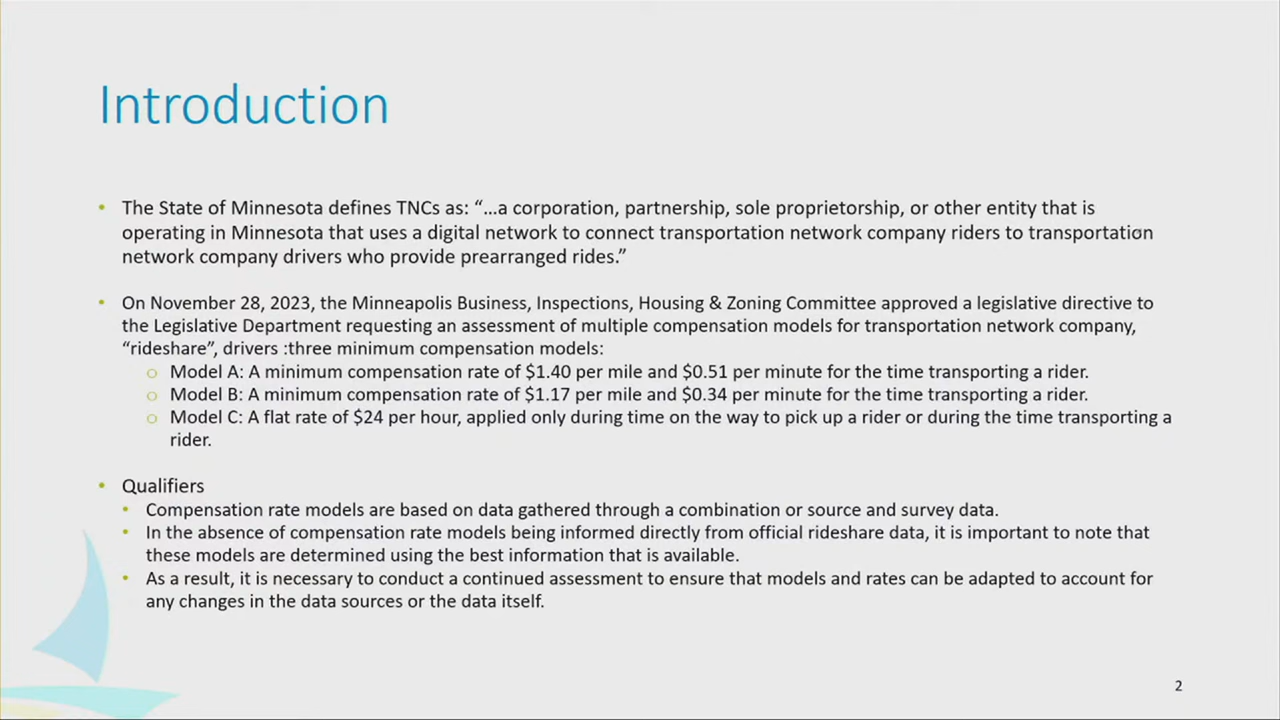 Introduction
• The State of Minnesota defines TNCs as: “…a corporation, partnership, sole proprietorship, or other entity that is
operating in Minnesota that uses a digital network to connect transportation network company riders to transportation
network company drivers who provide prearranged rides.”
• On November 28, 2023, the Minneapolis Business, Inspections, Housing & Zoning Committee approved a legislative directive to
the Legislative Department requesting an assessment of multiple compensation models for transportation network company,
“rideshare”, drivers :three minimum compensation models:
o Model A: A minimum compensation rate of $1.40 per mile and $0.51 per minute for the time transporting a rider.
o Model B: A minimum compensation rate of $1.17 per mile and $0.34 per minute for the time transporting a rider.
o Model C: A flat rate of $24 per hour, applied only during time on the way to pick up a rider or during the time transporting a
rider.
• Qualifiers
• Compensation rate models are based on data gathered through a combination or source and survey data.
• In the absence of compensation rate models being informed directly from official rideshare data, it is important to note that
these models are determined using the best information that is available.
• As a result, it is necessary to conduct a continued assessment to ensure that models and rates can be adapted to account for
any changes in the data sources or the data itself.
2